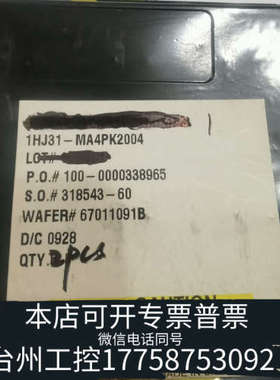 1HJ31-MA4PK2004
LOT#
P.O.# 100-0000338965
S.O.# 318543-60
WAFER# 67011091B
D/C 0928
QTY. 2pcs
CAUTION
本店可开专票普票
微信电话同号
台州工控17758753092